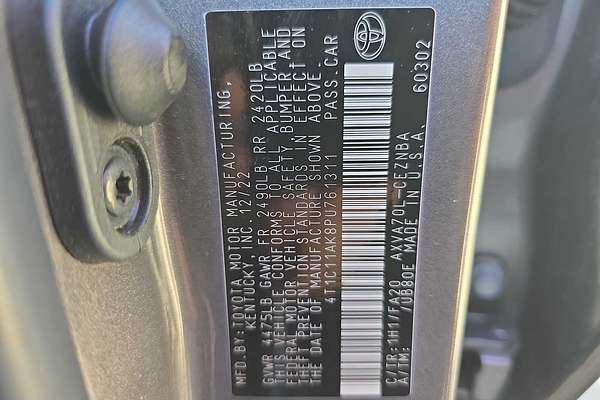 MFD.BY:TOYOTA MOTOR MANUFACTURING,
KENTUCKY, INC. 12/22
GVWR 4475LB GAWR FR 2490LB RR 2420LB
THIS VEHICLE CONFORMS TO ALL APPLICABLE
FEDERAL MOTOR VEHICLE SAFETY, BUMPER AND
THEFT PREVENTION STANDARDS IN EFFECT ON
THE DATE OF MANUFACTURE SHOWN ABOVE.
4T1C11AK8PU761311 PASS.CAR
C/TR:1H1/FA20 AXVA70L-CEZNBA
A/TM: /UB80E MADE IN U.S.A. 60302